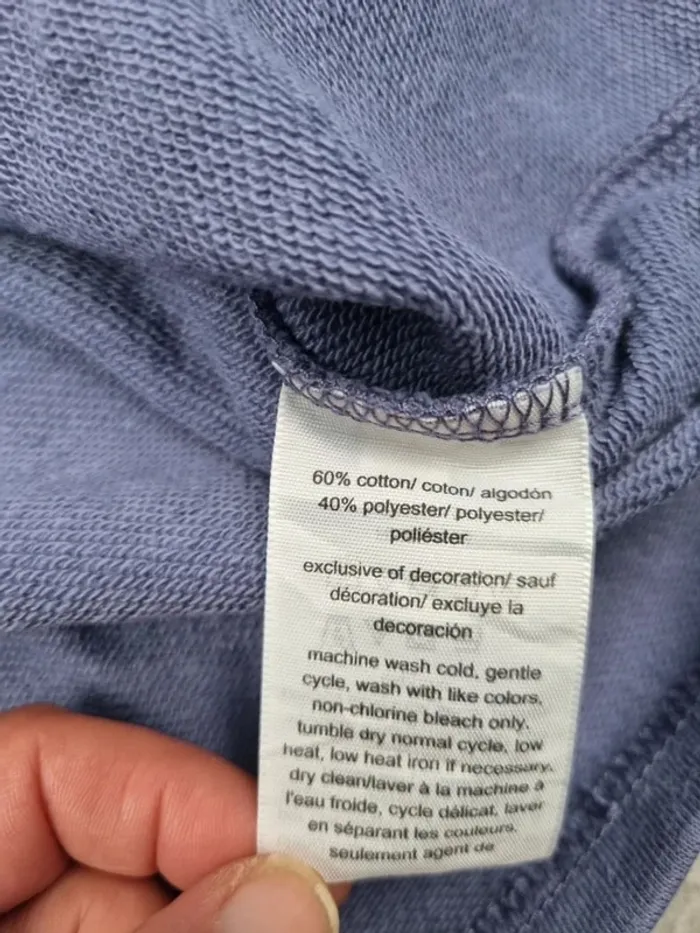 60% cotton/ coton/ algodón
40% polyester/ polyester/
poliéster
exclusive of decoration/ sauf
décoration/ excluye la
decoración
machine wash cold, gentle
cycle, wash with like colors,
non-chlorine bleach only.
tumble dry normal cycle, low
heat, low heat iron if necessary.
dry clean/laver à la machine à
l'eau froide, cycle délicat, laver
en séparant les couleurs.
seulement agent de